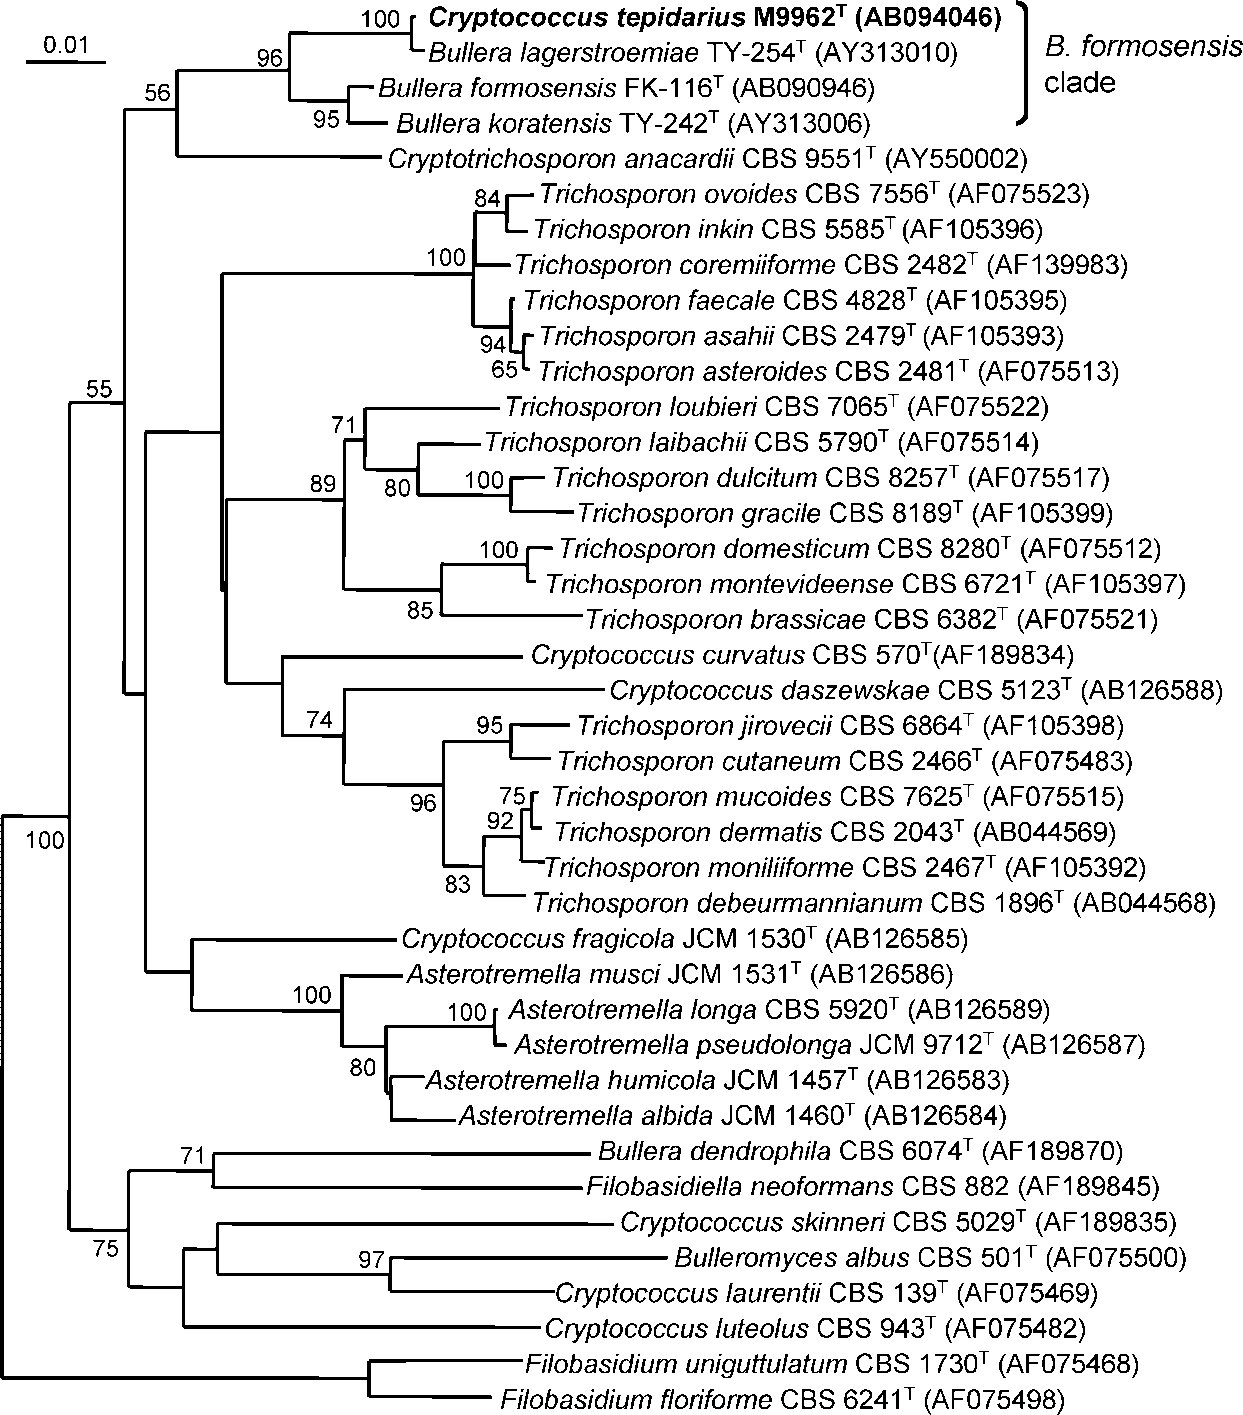 0.01
100
Cryptococcus tepidarius M9962ᵀ (AB094046)
Bullera lagerstroemiae TY-254ᵀ (AY313010)
B. formosensis
clade
96
56
Bullera formosensis FK-116ᵀ (AB090946)
95
Bullera koratensis TY-242ᵀ (AY313006)
Cryptotrichosporon anacardii CBS 9551ᵀ (AY550002)
84
Trichosporon ovoides CBS 7556ᵀ (AF075523)
Trichosporon inkin CBS 5585ᵀ (AF105396)
100
Trichosporon coremiiforme CBS 2482ᵀ (AF139983)
Trichosporon faecale CBS 4828ᵀ (AF105395)
94
Trichosporon asahii CBS 2479ᵀ (AF105393)
65
Trichosporon asteroides CBS 2481ᵀ (AF075513)
55
Trichosporon loubieri CBS 7065ᵀ (AF075522)
71
Trichosporon laibachii CBS 5790ᵀ (AF075514)
89
80
100
Trichosporon dulcitum CBS 8257ᵀ (AF075517)
Trichosporon gracile CBS 8189ᵀ (AF105399)
100
Trichosporon domesticum CBS 8280ᵀ (AF075512)
Trichosporon montevideense CBS 6721ᵀ (AF105397)
85
Trichosporon brassicae CBS 6382ᵀ (AF075521)
Cryptococcus curvatus CBS 570ᵀ(AF189834)
Cryptococcus daszewskae CBS 5123ᵀ (AB126588)
74
95
Trichosporon jirovecii CBS 6864ᵀ (AF105398)
Trichosporon cutaneum CBS 2466ᵀ (AF075483)
96
75
Trichosporon mucoides CBS 7625ᵀ (AF075515)
92
Trichosporon dermatis CBS 2043ᵀ (AB044569)
100
Trichosporon moniliiforme CBS 2467ᵀ (AF105392)
83
Trichosporon debeurmannianum CBS 1896ᵀ (AB044568)
Cryptococcus fragicola JCM 1530ᵀ (AB126585)
Asterotremella musci JCM 1531ᵀ (AB126586)
100
100
Asterotremella longa CBS 5920ᵀ (AB126589)
Asterotremella pseudolonga JCM 9712ᵀ (AB126587)
80
Asterotremella humicola JCM 1457ᵀ (AB126583)
Asterotremella albida JCM 1460ᵀ (AB126584)
71
Bullera dendrophila CBS 6074ᵀ (AF189870)
Filobasidiella neoformans CBS 882 (AF189845)
Cryptococcus skinneri CBS 5029ᵀ (AF189835)
75
97
Bulleromyces albus CBS 501ᵀ (AF075500)
Cryptococcus laurentii CBS 139ᵀ (AF075469)
Cryptococcus luteolus CBS 943ᵀ (AF075482)
Filobasidium uniguttulatum CBS 1730ᵀ (AF075468)
Filobasidium floriforme CBS 6241ᵀ (AF075498)